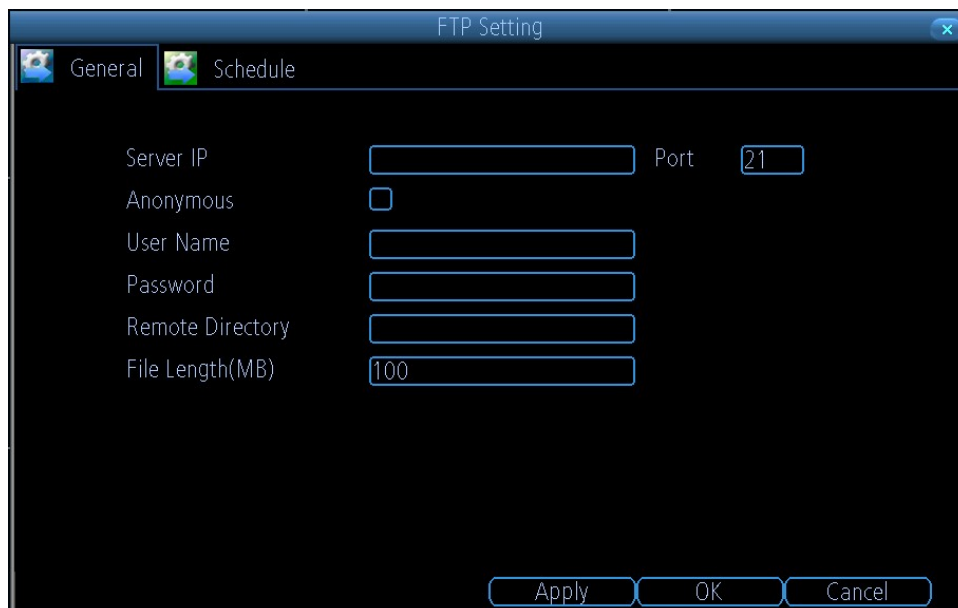 FTP Setting
General Schedule
Server IP Port 21
Anonymous
User Name
Password
Remote Directory
File Length(MB) 100
Apply OK Cancel